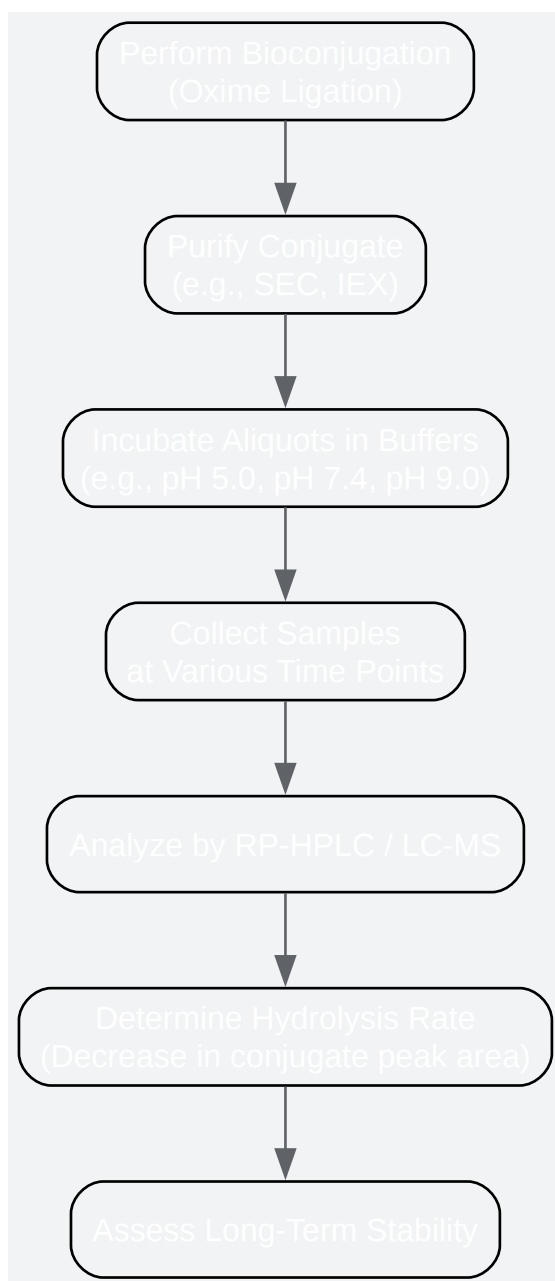 Perform Bioconjugation
(Oxime Ligation)
Purify Conjugate
(e.g., SEC, IEX)
Incubate Aliquots in Buffers
(e.g., pH 5.0, pH 7.4, pH 9.0)
Collect Samples
at Various Time Points
Analyze by RP-HPLC / LC-MS
Determine Hydrolysis Rate
(Decrease in conjugate peak area)
Assess Long-Term Stability